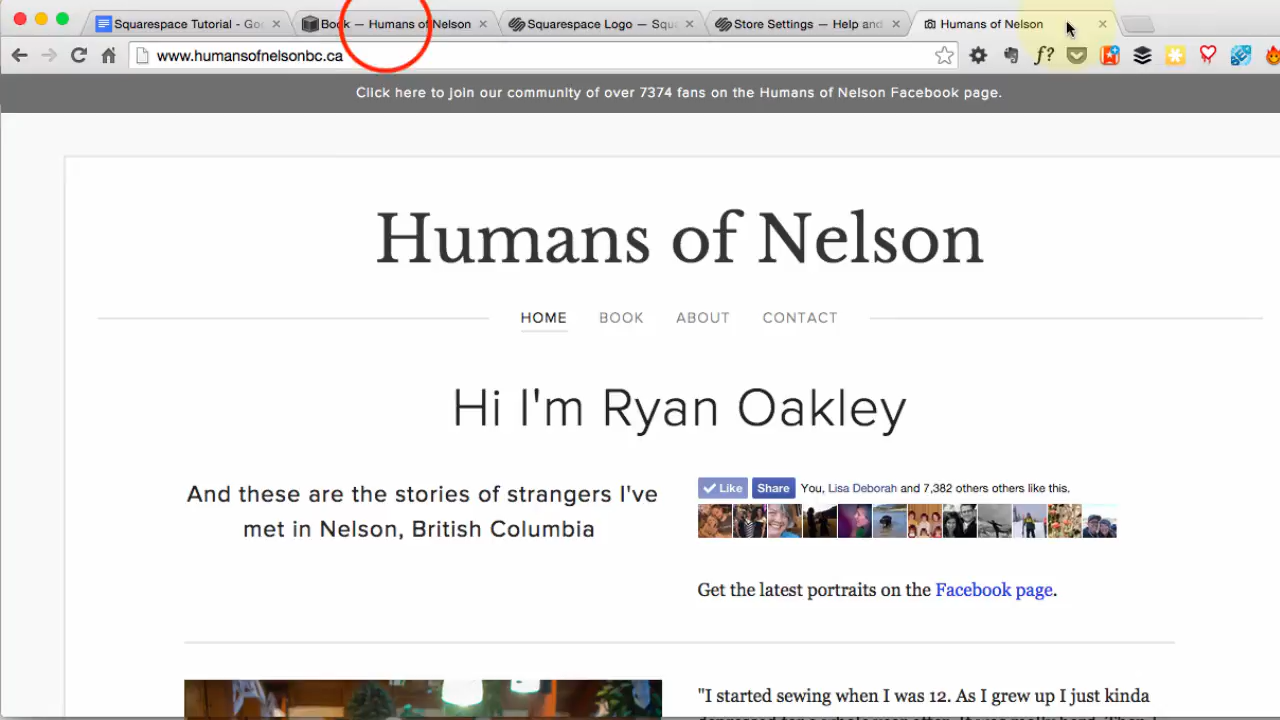 Squarespace Tutorial - Go
Book — Humans of Nelson
Squarespace Logo — Squ
Store Settings — Help and
Humans of Nelson
www.humansofnelsonbc.ca
f?
Click here to join our community of over 7374 fans on the Humans of Nelson Facebook page.
Humans of Nelson
HOME BOOK ABOUT CONTACT
Hi I'm Ryan Oakley
And these are the stories of strangers I've
met in Nelson, British Columbia
Like Share You, Lisa Deborah and 7,382 others others like this.
Get the latest portraits on the Facebook page.
"I started sewing when I was 12. As I grew up I just kinda